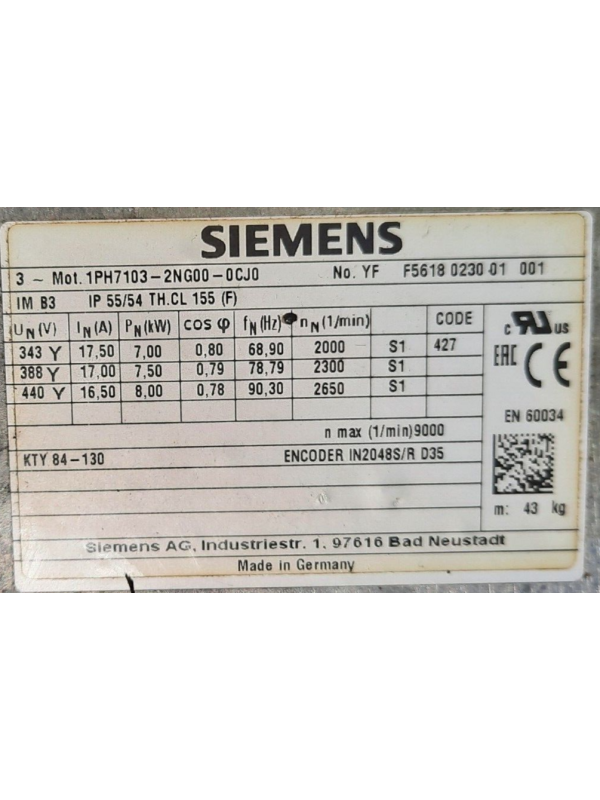 SIEMENS
3 ~ Mot. 1PH7103-2NG00-0CJ0 No. YF F5618 0230 01 001
IM B3 IP 55/54 TH.CL 155 (F)
UN(V) IN(A) PN(kW) cos φ fN(Hz) nN(1/min) CODE
343 Y 17,50 7,00 0,80 68,90 2000 S1 427
388 Y 17,00 7,50 0,79 78,79 2300 S1
440 Y 16,50 8,00 0,78 90,30 2650 S1
c UR us
EAC CE
EN 60034
n max (1/min) 9000
KTY 84-130 ENCODER IN2048S/R D35
m: 43 kg
Siemens AG, Industriestr. 1, 97616 Bad Neustadt
Made in Germany